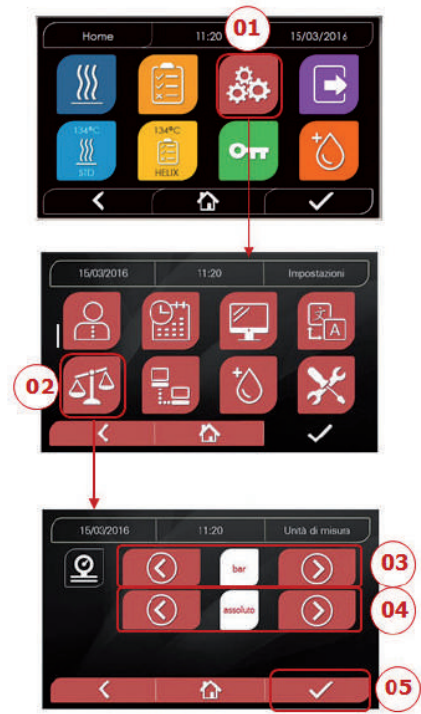 Home 11:20 15/03/2016
01
134°C 134°C
STD HELIX
15/03/2016 11:20 Impostazioni
文 A
02
15/03/2016 11:20 Unità di misura
bar
03
assoluto
04
05